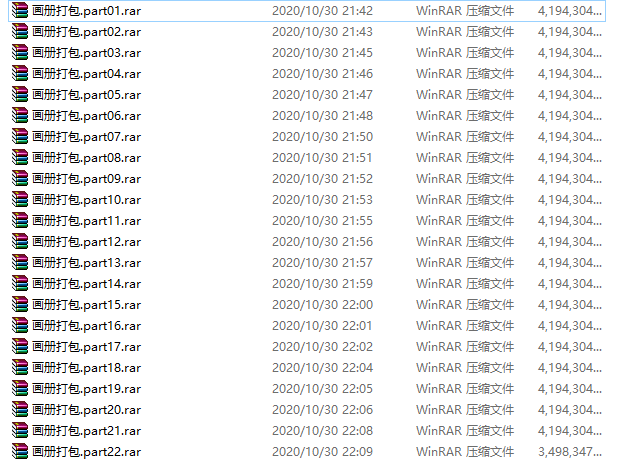 画册打包.part01.rar 2020/10/30 21:42 WinRAR 压缩文件 4,194,304...
画册打包.part02.rar 2020/10/30 21:43 WinRAR 压缩文件 4,194,304...
画册打包.part03.rar 2020/10/30 21:45 WinRAR 压缩文件 4,194,304...
画册打包.part04.rar 2020/10/30 21:46 WinRAR 压缩文件 4,194,304...
画册打包.part05.rar 2020/10/30 21:47 WinRAR 压缩文件 4,194,304...
画册打包.part06.rar 2020/10/30 21:48 WinRAR 压缩文件 4,194,304...
画册打包.part07.rar 2020/10/30 21:50 WinRAR 压缩文件 4,194,304...
画册打包.part08.rar 2020/10/30 21:51 WinRAR 压缩文件 4,194,304...
画册打包.part09.rar 2020/10/30 21:52 WinRAR 压缩文件 4,194,304...
画册打包.part10.rar 2020/10/30 21:53 WinRAR 压缩文件 4,194,304...
画册打包.part11.rar 2020/10/30 21:55 WinRAR 压缩文件 4,194,304...
画册打包.part12.rar 2020/10/30 21:56 WinRAR 压缩文件 4,194,304...
画册打包.part13.rar 2020/10/30 21:57 WinRAR 压缩文件 4,194,304...
画册打包.part14.rar 2020/10/30 21:59 WinRAR 压缩文件 4,194,304...
画册打包.part15.rar 2020/10/30 22:00 WinRAR 压缩文件 4,194,304...
画册打包.part16.rar 2020/10/30 22:01 WinRAR 压缩文件 4,194,304...
画册打包.part17.rar 2020/10/30 22:02 WinRAR 压缩文件 4,194,304...
画册打包.part18.rar 2020/10/30 22:04 WinRAR 压缩文件 4,194,304...
画册打包.part19.rar 2020/10/30 22:05 WinRAR 压缩文件 4,194,304...
画册打包.part20.rar 2020/10/30 22:06 WinRAR 压缩文件 4,194,304...
画册打包.part21.rar 2020/10/30 22:08 WinRAR 压缩文件 4,194,304...
画册打包.part22.rar 2020/10/30 22:09 WinRAR 压缩文件 3,498,347...